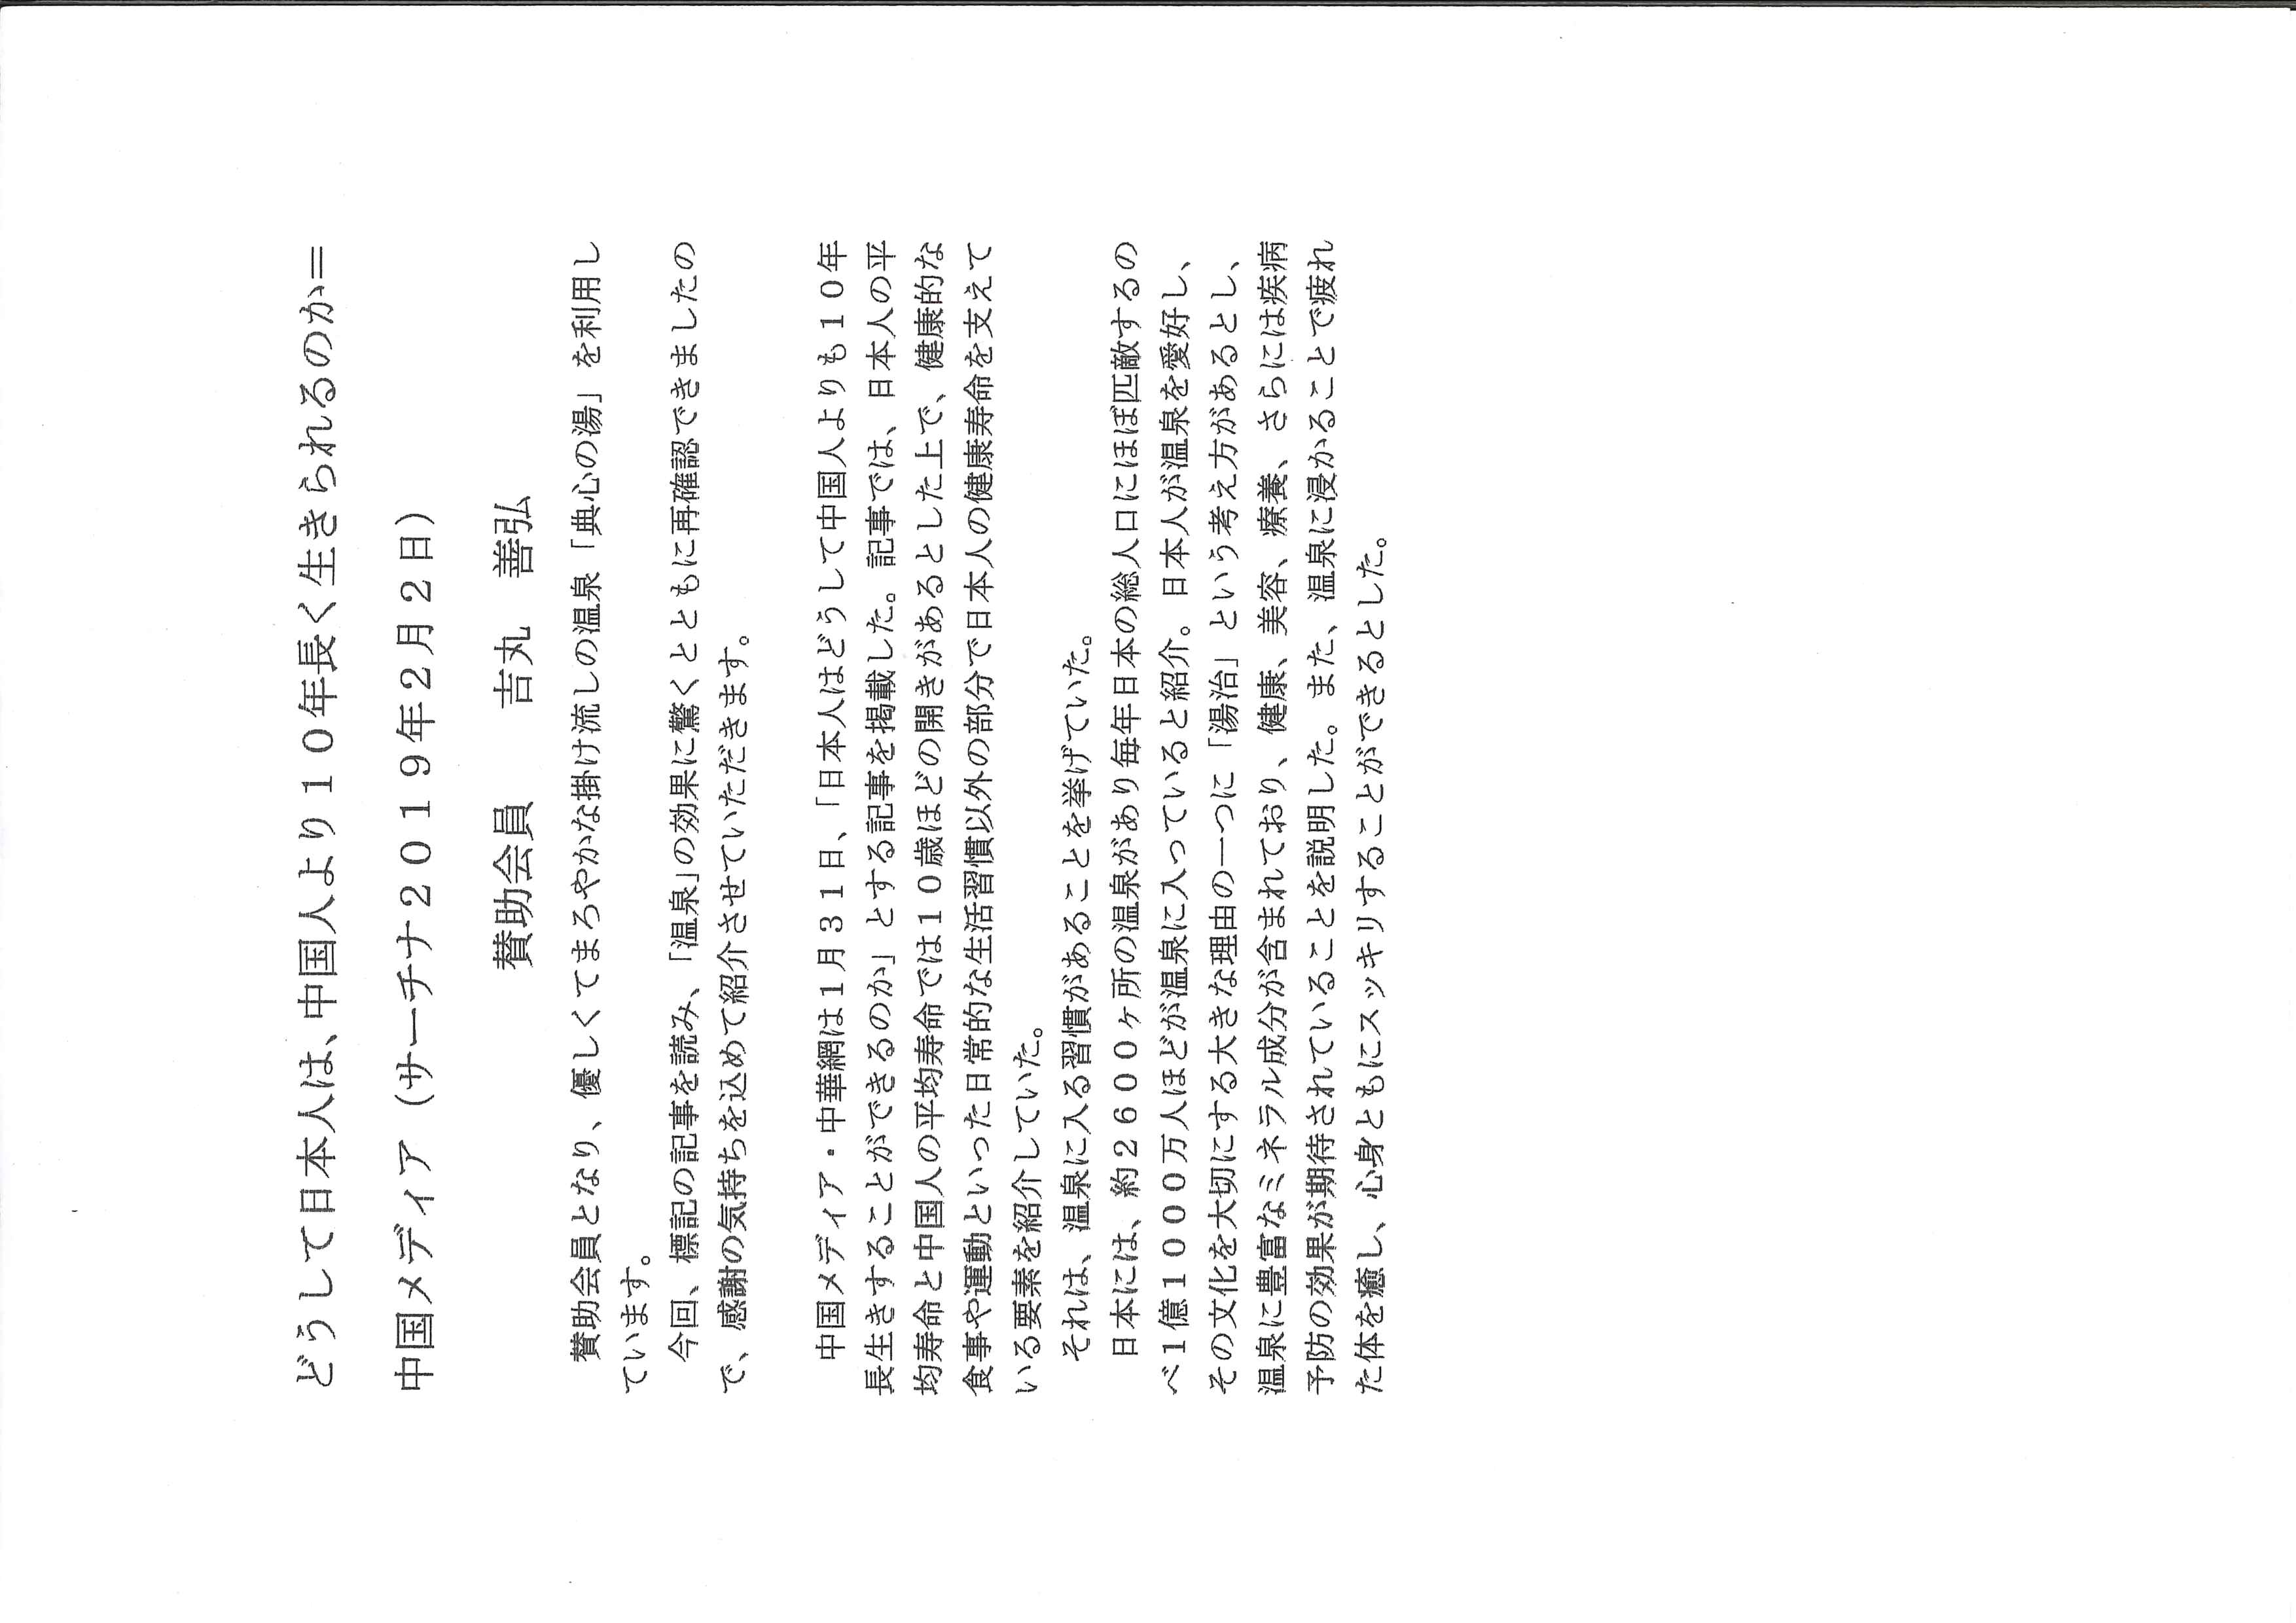 どうして日本人は、中国人より１０年長く生きられるのか＝
中国メディア（サーチナ２０１９年２月２日）
賛助会員　　吉丸　善弘
　賛助会員となり、優しくてまろやかな掛け流しの温泉「典心の湯」を利用し
ています。
　今回、標記の記事を読み、「温泉」の効果に驚くとともに再確認できましたの
で、感謝の気持ちを込めて紹介させていただきます。
　中国メディア・中華網は１月３１日、「日本人はどうして中国人よりも１０年
長生きすることができるのか」とする記事を掲載した。記事では、日本人の平
均寿命と中国人の平均寿命では１０歳ほどの開きがあるとした上で、健康的な
食事や運動といった日常的な生活習慣以外の部分で日本人の健康寿命を支えて
いる要素を紹介していた。
　それは、温泉に入る習慣があることを挙げていた。
　日本には、約２６００ヶ所の温泉があり毎年日本の総人口にほぼ匹敵するの
べ１億１０００万人ほどが温泉に入っていると紹介。日本人が温泉を愛好し、
その文化を大切にする大きな理由の一つに「湯治」という考え方があるとし、
温泉に豊富なミネラル成分が含まれており、健康、美容、療養、さらには疾病
予防の効果が期待されていることを説明した。また、温泉に浸かることで疲れ
た体を癒し、心身ともにスッキリすることができるとした。